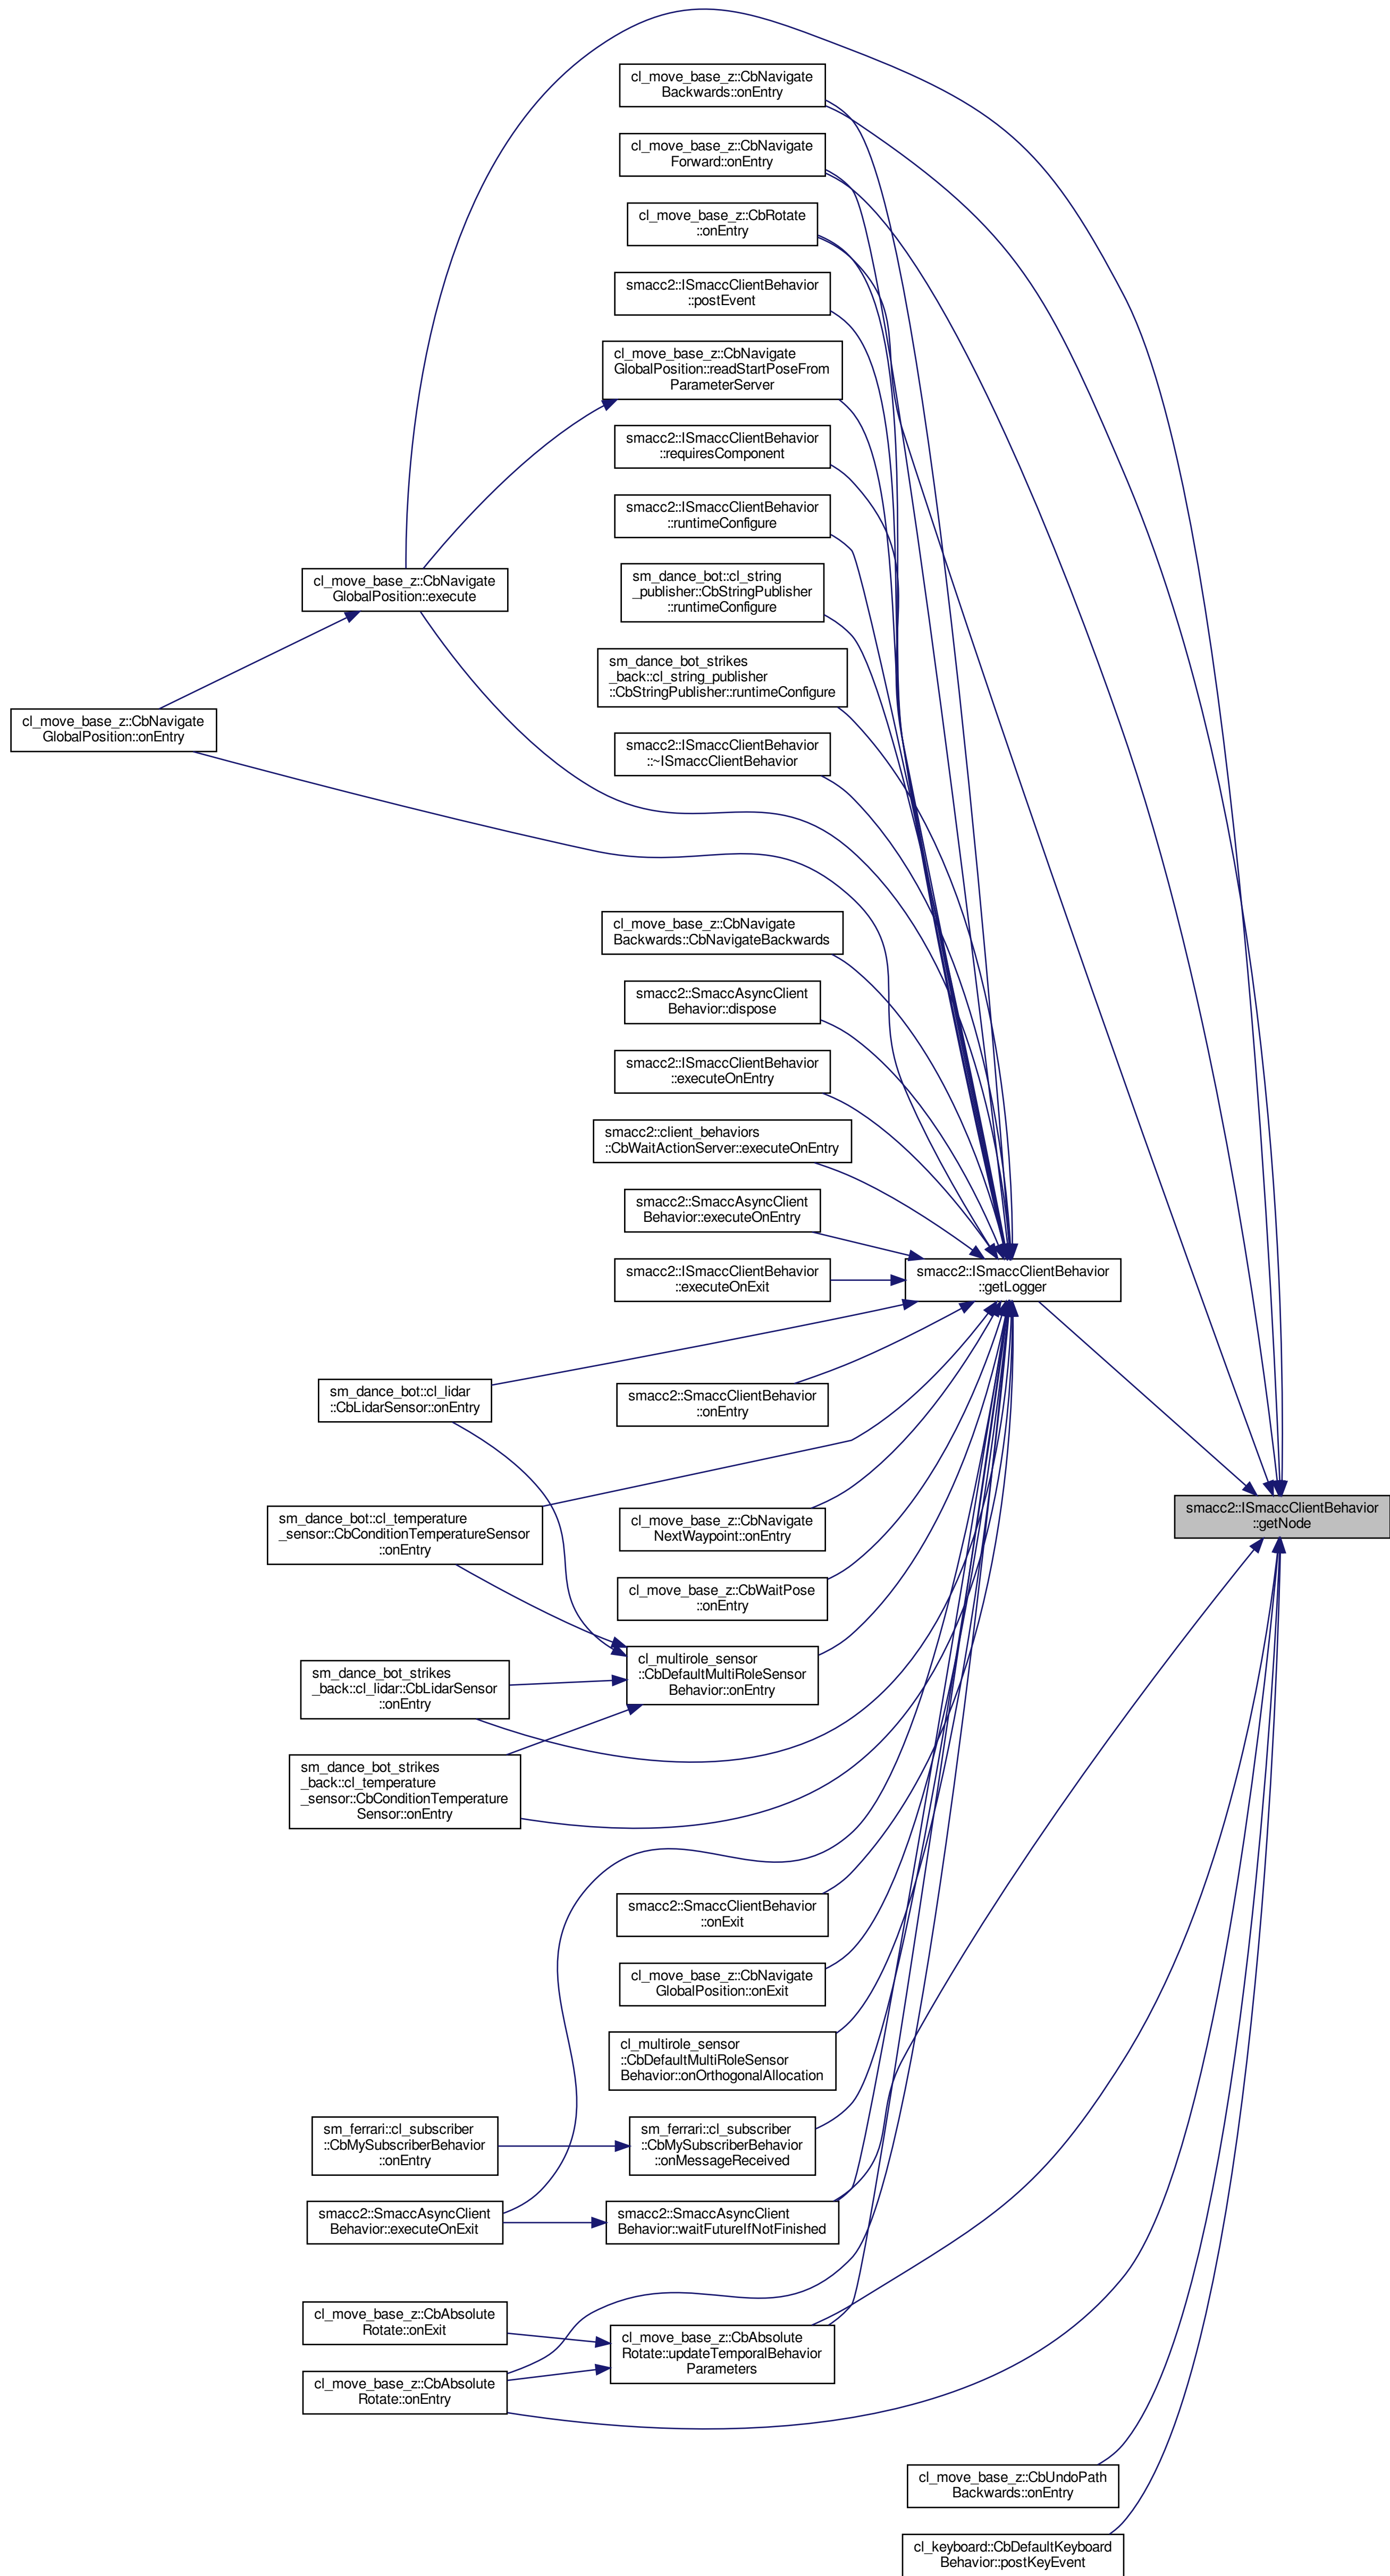 cl_move_base_z::CbNavigate
Backwards::onEntry
cl_move_base_z::CbNavigate
Forward::onEntry
cl_move_base_z::CbRotate
::onEntry
smacc2::ISmaccClientBehavior
::postEvent
cl_move_base_z::CbNavigate
GlobalPosition::readStartPoseFrom
ParameterServer
smacc2::ISmaccClientBehavior
::requiresComponent
smacc2::ISmaccClientBehavior
::runtimeConfigure
sm_dance_bot::cl_string
_publisher::CbStringPublisher
::runtimeConfigure
cl_move_base_z::CbNavigate
GlobalPosition::execute
sm_dance_bot_strikes
_back::cl_string_publisher
::CbStringPublisher::runtimeConfigure
cl_move_base_z::CbNavigate
GlobalPosition::onEntry
smacc2::ISmaccClientBehavior
::~ISmaccClientBehavior
cl_move_base_z::CbNavigate
Backwards::CbNavigateBackwards
smacc2::SmaccAsyncClient
Behavior::dispose
smacc2::ISmaccClientBehavior
::executeOnEntry
smacc2::client_behaviors
::CbWaitActionServer::executeOnEntry
smacc2::SmaccAsyncClient
Behavior::executeOnEntry
smacc2::ISmaccClientBehavior
::executeOnExit
smacc2::ISmaccClientBehavior
::getLogger
sm_dance_bot::cl_lidar
::CbLidarSensor::onEntry
smacc2::SmaccClientBehavior
::onEntry
smacc2::ISmaccClientBehavior
::getNode
sm_dance_bot::cl_temperature
_sensor::CbConditionTemperatureSensor
::onEntry
cl_move_base_z::CbNavigate
NextWaypoint::onEntry
cl_move_base_z::CbWaitPose
::onEntry
cl_multirole_sensor
::CbDefaultMultiRoleSensor
Behavior::onEntry
sm_dance_bot_strikes
_back::cl_lidar::CbLidarSensor
::onEntry
sm_dance_bot_strikes
_back::cl_temperature
_sensor::CbConditionTemperature
Sensor::onEntry
smacc2::SmaccClientBehavior
::onExit
cl_move_base_z::CbNavigate
GlobalPosition::onExit
cl_multirole_sensor
::CbDefaultMultiRoleSensor
Behavior::onOrthogonalAllocation
sm_ferrari::cl_subscriber
::CbMySubscriberBehavior
::onEntry
sm_ferrari::cl_subscriber
::CbMySubscriberBehavior
::onMessageReceived
smacc2::SmaccAsyncClient
Behavior::executeOnExit
smacc2::SmaccAsyncClient
Behavior::waitFutureIfNotFinished
cl_move_base_z::CbAbsolute
Rotate::onExit
cl_move_base_z::CbAbsolute
Rotate::updateTemporalBehavior
Parameters
cl_move_base_z::CbAbsolute
Rotate::onEntry
cl_move_base_z::CbUndoPath
Backwards::onEntry
cl_keyboard::CbDefaultKeyboard
Behavior::postKeyEvent